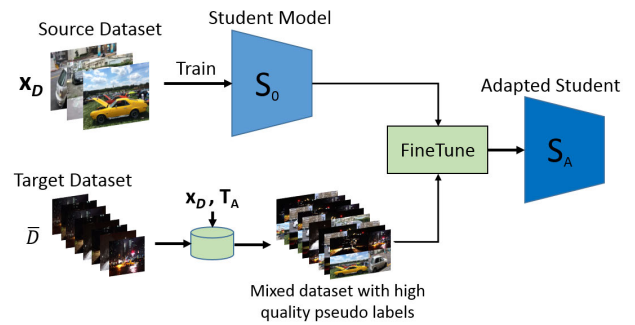 Student Model
Source Dataset
x_D
Train
S_0
Adapted Student
FineTune
S_A
Target Dataset
x_D , T_A
D̅
Mixed dataset with high
quality pseudo labels